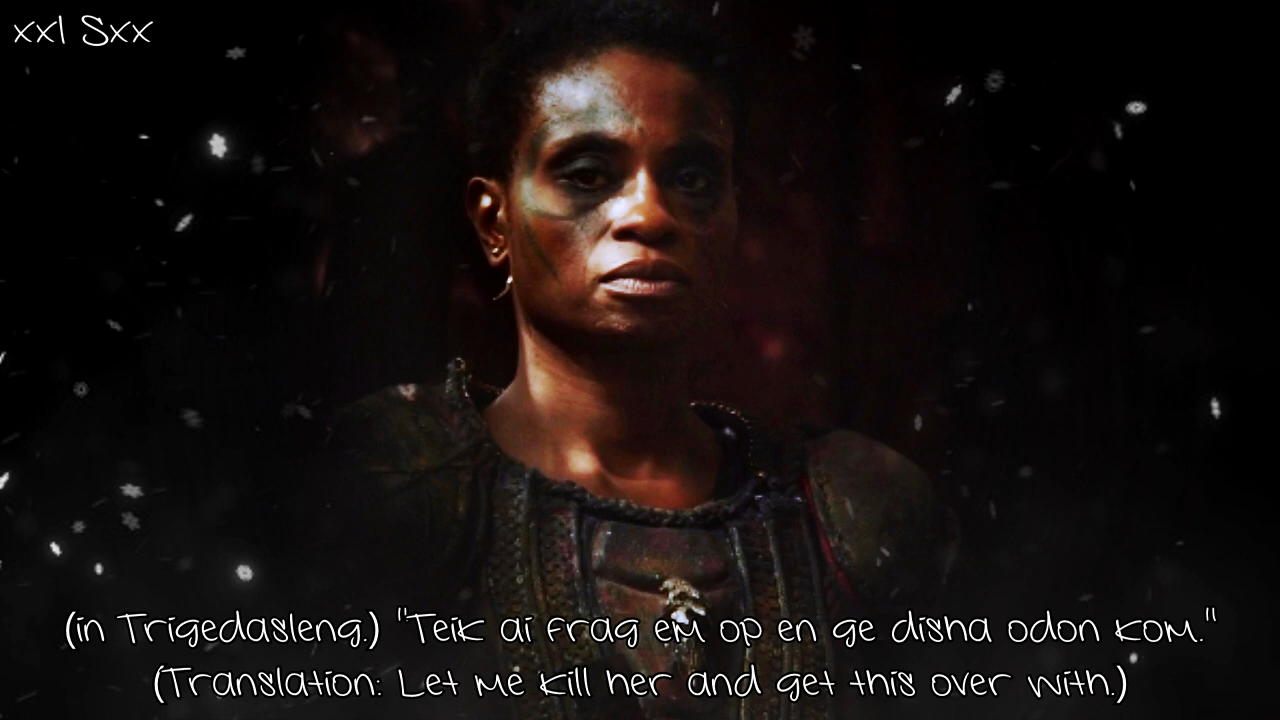 xxl Sxx
(in Trigedasleng.) "Teik ai frag em op en ge disha odon kom."
(Translation: Let me kill her and get this over with.)